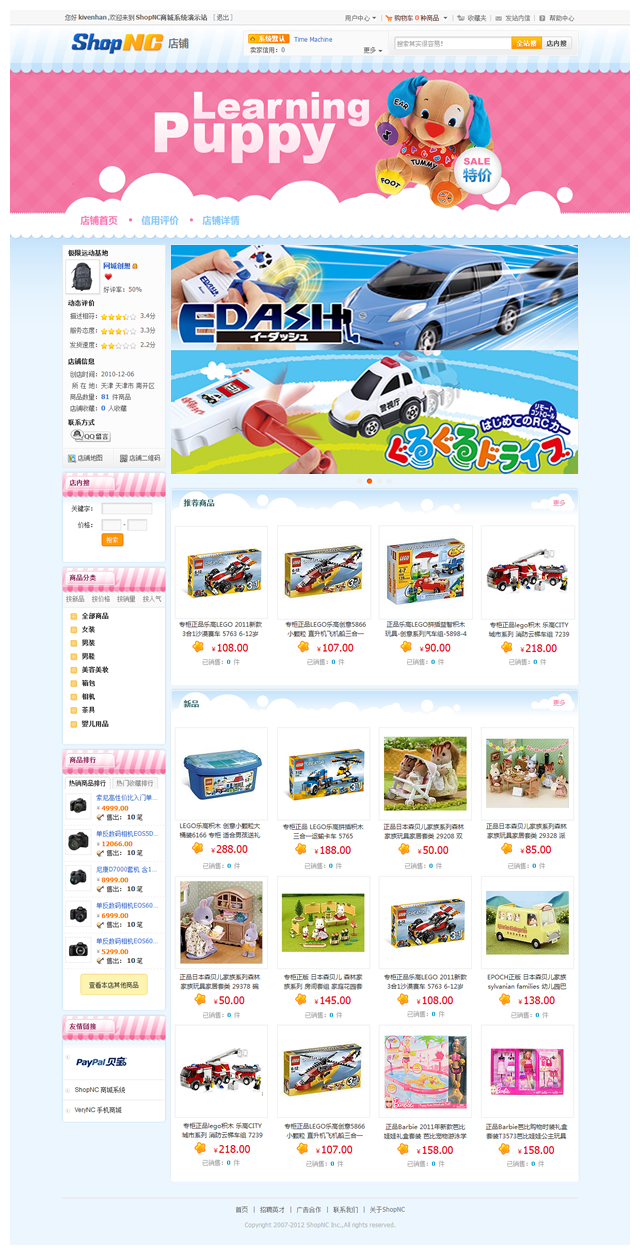 您好 kivenhan ,欢迎来到 ShopNC商城系统演示站 [ 退出 ]
用户中心 购物车 0 种商品 收藏夹 站内信 帮助中心
ShopNC 店铺
系统默认 Time Machine
卖家信用: 0 更多
搜索其实很容易! 全站搜 店内搜
Learning
Puppy
EAR
TUMMY
FOOT
SALE
特价
店铺首页 • 信用评价 • 店铺详情
极限运动基地
网城创想
好评率: 50%
动态评价
描述相符: 3.4分
服务态度: 3.3分
发货速度: 2.2分
店铺信息
创店时间: 2010-12-06
所 在 地: 天津 天津市 南开区
商品数量: 81 件商品
店铺收藏: 0 人收藏
联系方式
QQ留言
店铺地图 店铺二维码
EDASH
イーダッシュ
警視庁
リモートコントロール
はじめてのRCカー
ぐるぐるドライブ
店内搜
关键字:
价格: -
搜索
商品分类
按新品 按价格 按销量 按人气
全部商品
女装
男装
男鞋
美容美妆
箱包
相机
茶具
婴儿用品
商品排行
热销商品排行 热门收藏排行
索尼高性价比入门单...
¥ 4999.00
售出: 10 笔
单反数码相机EOS5D...
¥ 12066.00
售出: 10 笔
尼康D7000套机 含1...
¥ 8999.00
售出: 10 笔
单反数码相机EOS60...
¥ 6999.00
售出: 10 笔
单反数码相机EOS60...
¥ 5299.00
售出: 10 笔
查看本店其他商品
友情链接
PayPal 贝宝
ShopNC 商城系统
VeryNC 手机商城
推荐商品 更多
专柜正品乐高LEGO 2011新款
3合1沙漠赛车 5763 6-12岁
¥ 108.00
已销售: 0 件
专柜正品LEGO乐高创意5866
小颗粒 直升机飞机船三合一
¥ 107.00
已销售: 0 件
正品乐高LEGO拼插益智积木
玩具-创意系列汽车组-5898-4
¥ 90.00
已销售: 0 件
专柜正品lego积木 乐高CITY
城市系列 消防云梯车组 7239
¥ 218.00
已销售: 0 件
新品 更多
LEGO乐高积木 创意小颗粒大
桶装6166 专柜 适合男孩送礼
¥ 288.00
已销售: 0 件
专柜正品 LEGO乐高拼插积木
三合一运输卡车 5765
¥ 188.00
已销售: 0 件
正品日本森贝儿家族系列森林
家族玩具家居套类 29208 双
¥ 50.00
已销售: 0 件
正品日本森贝儿家族系列森林
家族玩具家居套类 29328 派
¥ 85.00
已销售: 0 件
正品日本森贝儿家族系列森林
家族玩具家居套类 29378 碗
¥ 50.00
已销售: 0 件
专柜正版 日本森贝儿 森林家
族系列 房间套组 家庭花园套
¥ 145.00
已销售: 0 件
专柜正品乐高LEGO 2011新款
3合1沙漠赛车 5763 6-12岁
¥ 108.00
已销售: 0 件
EPOCH正版 日本森贝儿家族
sylvanian families 幼儿园巴
¥ 138.00
已销售: 0 件
专柜正品lego积木 乐高CITY
城市系列 消防云梯车组 7239
¥ 218.00
已销售: 0 件
专柜正品LEGO乐高创意5866
小颗粒 直升机飞机船三合一
¥ 107.00
已销售: 0 件
正品Barbie 2011年新款芭比
娃娃礼盒套装 芭比宠物游泳学
¥ 158.00
已销售: 0 件
专柜正品Barbie芭比购物时装礼盒
套装T3573芭比娃娃公主玩具
¥ 158.00
已销售: 0 件
首页 | 招聘英才 | 广告合作 | 联系我们 | 关于ShopNC
Copyright 2007-2012 ShopNC Inc.,All rights reserved.